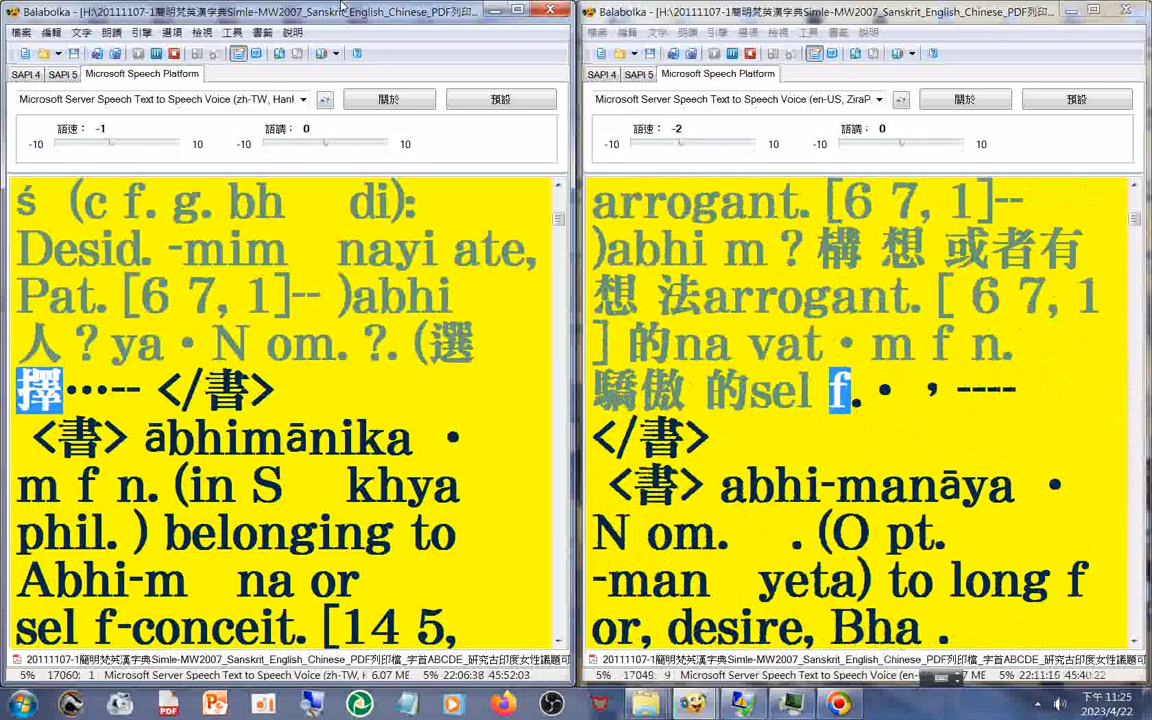 Balabolka - [H:\20111107-1簡明梵英漢字典Simle-MW2007_Sanskrit_English_Chinese_PDF列印...
檔案 編輯 文字 朗讀 引擎 選項 檢視 工具 書籤 說明
SAPI 4 SAPI 5 Microsoft Speech Platform
Microsoft Server Speech Text to Speech Voice (zh-TW, Hanl
關於
預設
語速： -1
語調： 0
-10 10 -10 10
ś (c f. g. bh di):
Desid. -mim nayi ate,
Pat. [6 7, 1]-- )abhi
人？ya・N om. ?. (選
擇…-- </書>
<書> ābhimānika ・
m f n. (in S khya
phil. ) belonging to
Abhi-m na or
sel f-conceit. [14 5,
20111107-1簡明梵英漢字典Simle-MW2007_Sanskrit_English_Chinese_PDF列印檔_字首ABCDE_研究古印度女性議題可
5% 17060: 1 Microsoft Server Speech Text to Speech Voice (zh-TW, H 6.07 ME 5% 22:06:38 45:52:03
Balabolka - [H:\20111107-1簡明梵英漢字典Simle-MW2007_Sanskrit_English_Chinese_PDF列印...
檔案 編輯 文字 朗讀 引擎 選項 檢視 工具 書籤 說明
SAPI 4 SAPI 5 Microsoft Speech Platform
Microsoft Server Speech Text to Speech Voice (en-US, ZiraP
關於
預設
語速： -2
語調： 0
-10 10 -10 10
arrogant. [6 7, 1]--
)abhi m？構 想 或者有
想 法arrogant. [ 6 7, 1
] 的na vat・m f n.
驕傲 的sel f.・，----
</書>
<書> abhi-manāya ・
N om. . (O pt.
-man yeta) to long f
or, desire, Bha .
20111107-1簡明梵英漢字典Simle-MW2007_Sanskrit_English_Chinese_PDF列印檔_字首ABCDE_研究古印度女性議題可
5% 17049: 9 Microsoft Server Speech Text to Speech Voice (en-U 7 ME 5% 22:11:16 45:40:22
下午 11:25
2023/4/22